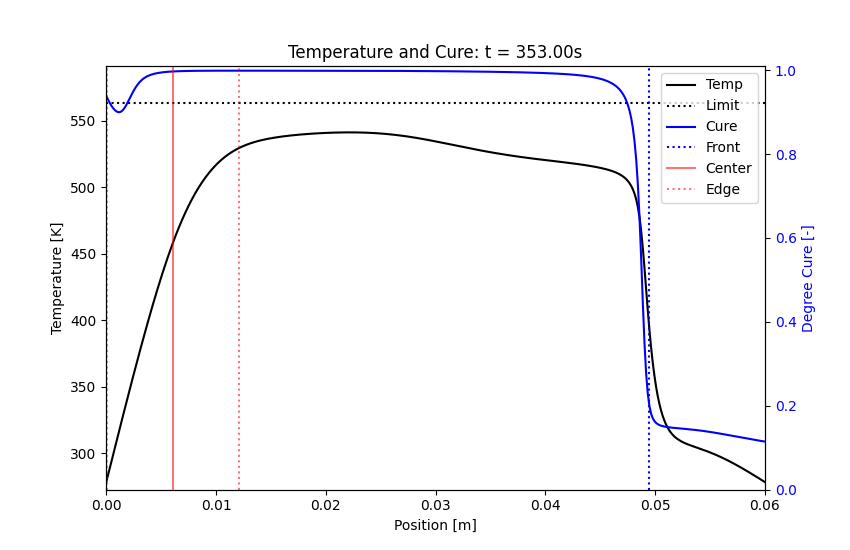 Temperature and Cure: t = 353.00s
Temperature [K]
550
500
450
400
350
300
Temp
Limit
Cure
Front
Center
Edge
1.0
0.8
0.6
0.4
0.2
0.0
Degree Cure [-]
0.00 0.01 0.02 0.03 0.04 0.05 0.06
Position [m]